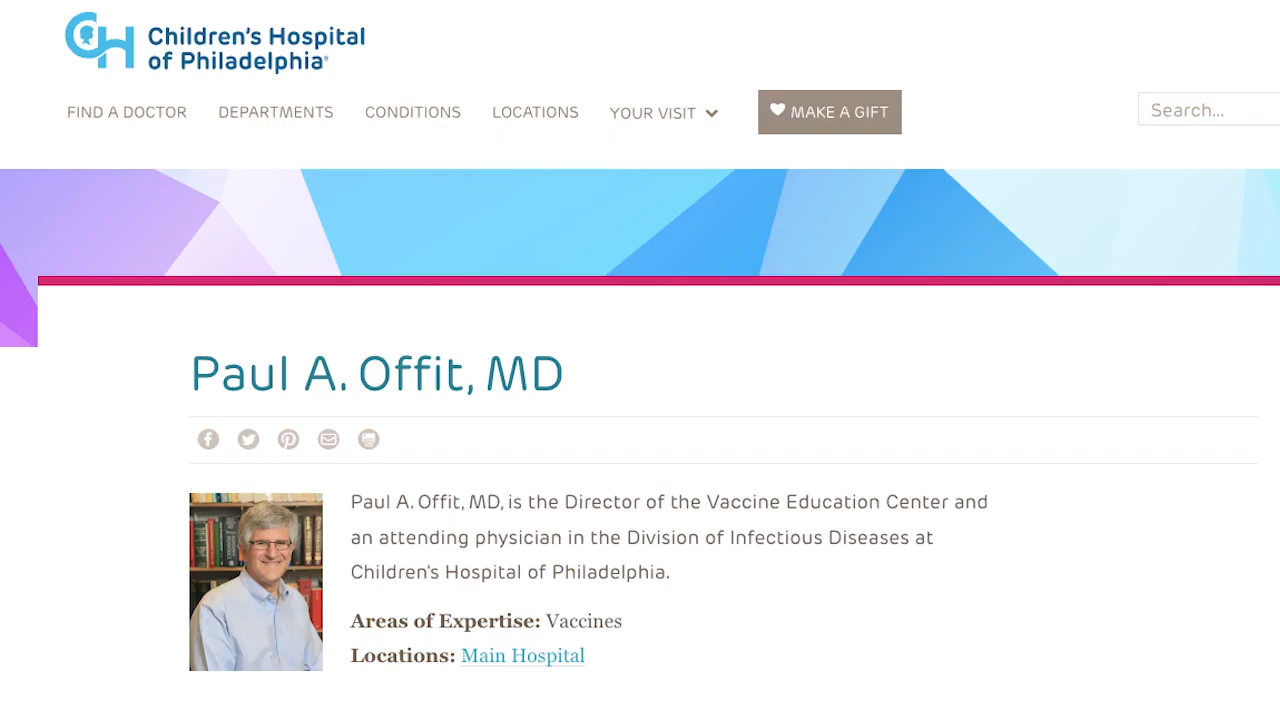 Children's Hospital
of Philadelphia®
FIND A DOCTOR DEPARTMENTS CONDITIONS LOCATIONS YOUR VISIT MAKE A GIFT Search...
Paul A. Offit, MD
Paul A. Offit, MD, is the Director of the Vaccine Education Center and
an attending physician in the Division of Infectious Diseases at
Children's Hospital of Philadelphia.
Areas of Expertise: Vaccines
Locations: Main Hospital